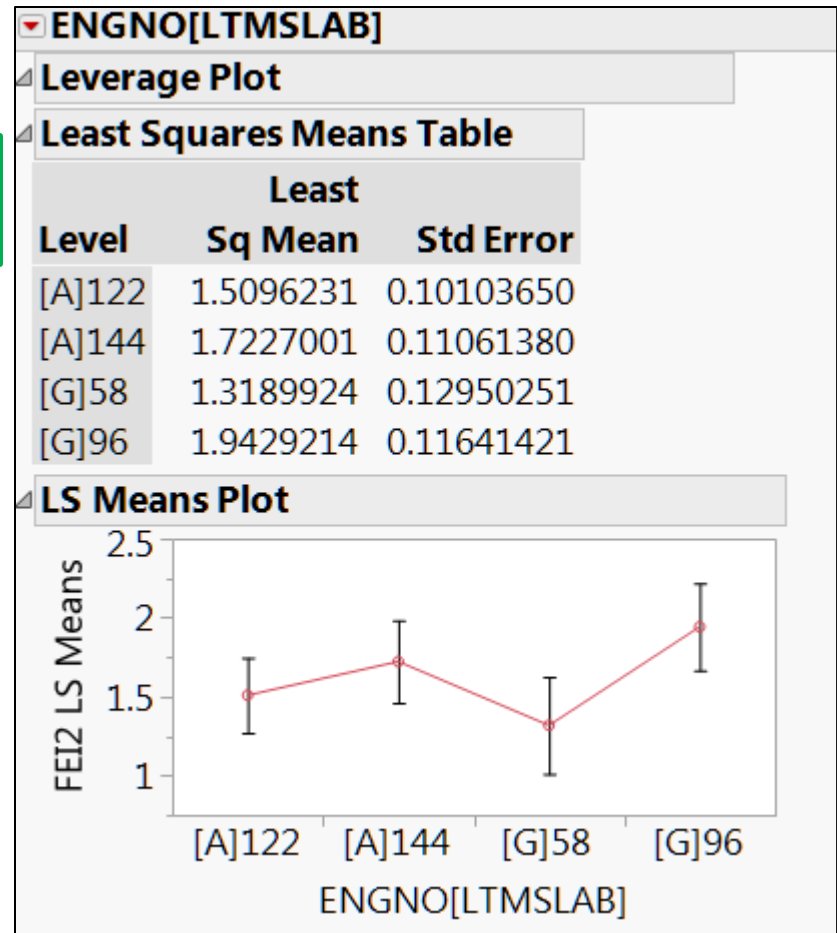 ENGNO[LTMSLAB]
Leverage Plot
Least Squares Means Table
Least
Level Sq Mean Std Error
[A]122 1.5096231 0.10103650
[A]144 1.7227001 0.11061380
[G]58 1.3189924 0.12950251
[G]96 1.9429214 0.11641421
LS Means Plot
FEI2 LS Means
2.5
2
1.5
1
[A]122 [A]144 [G]58 [G]96
ENGNO[LTMSLAB]